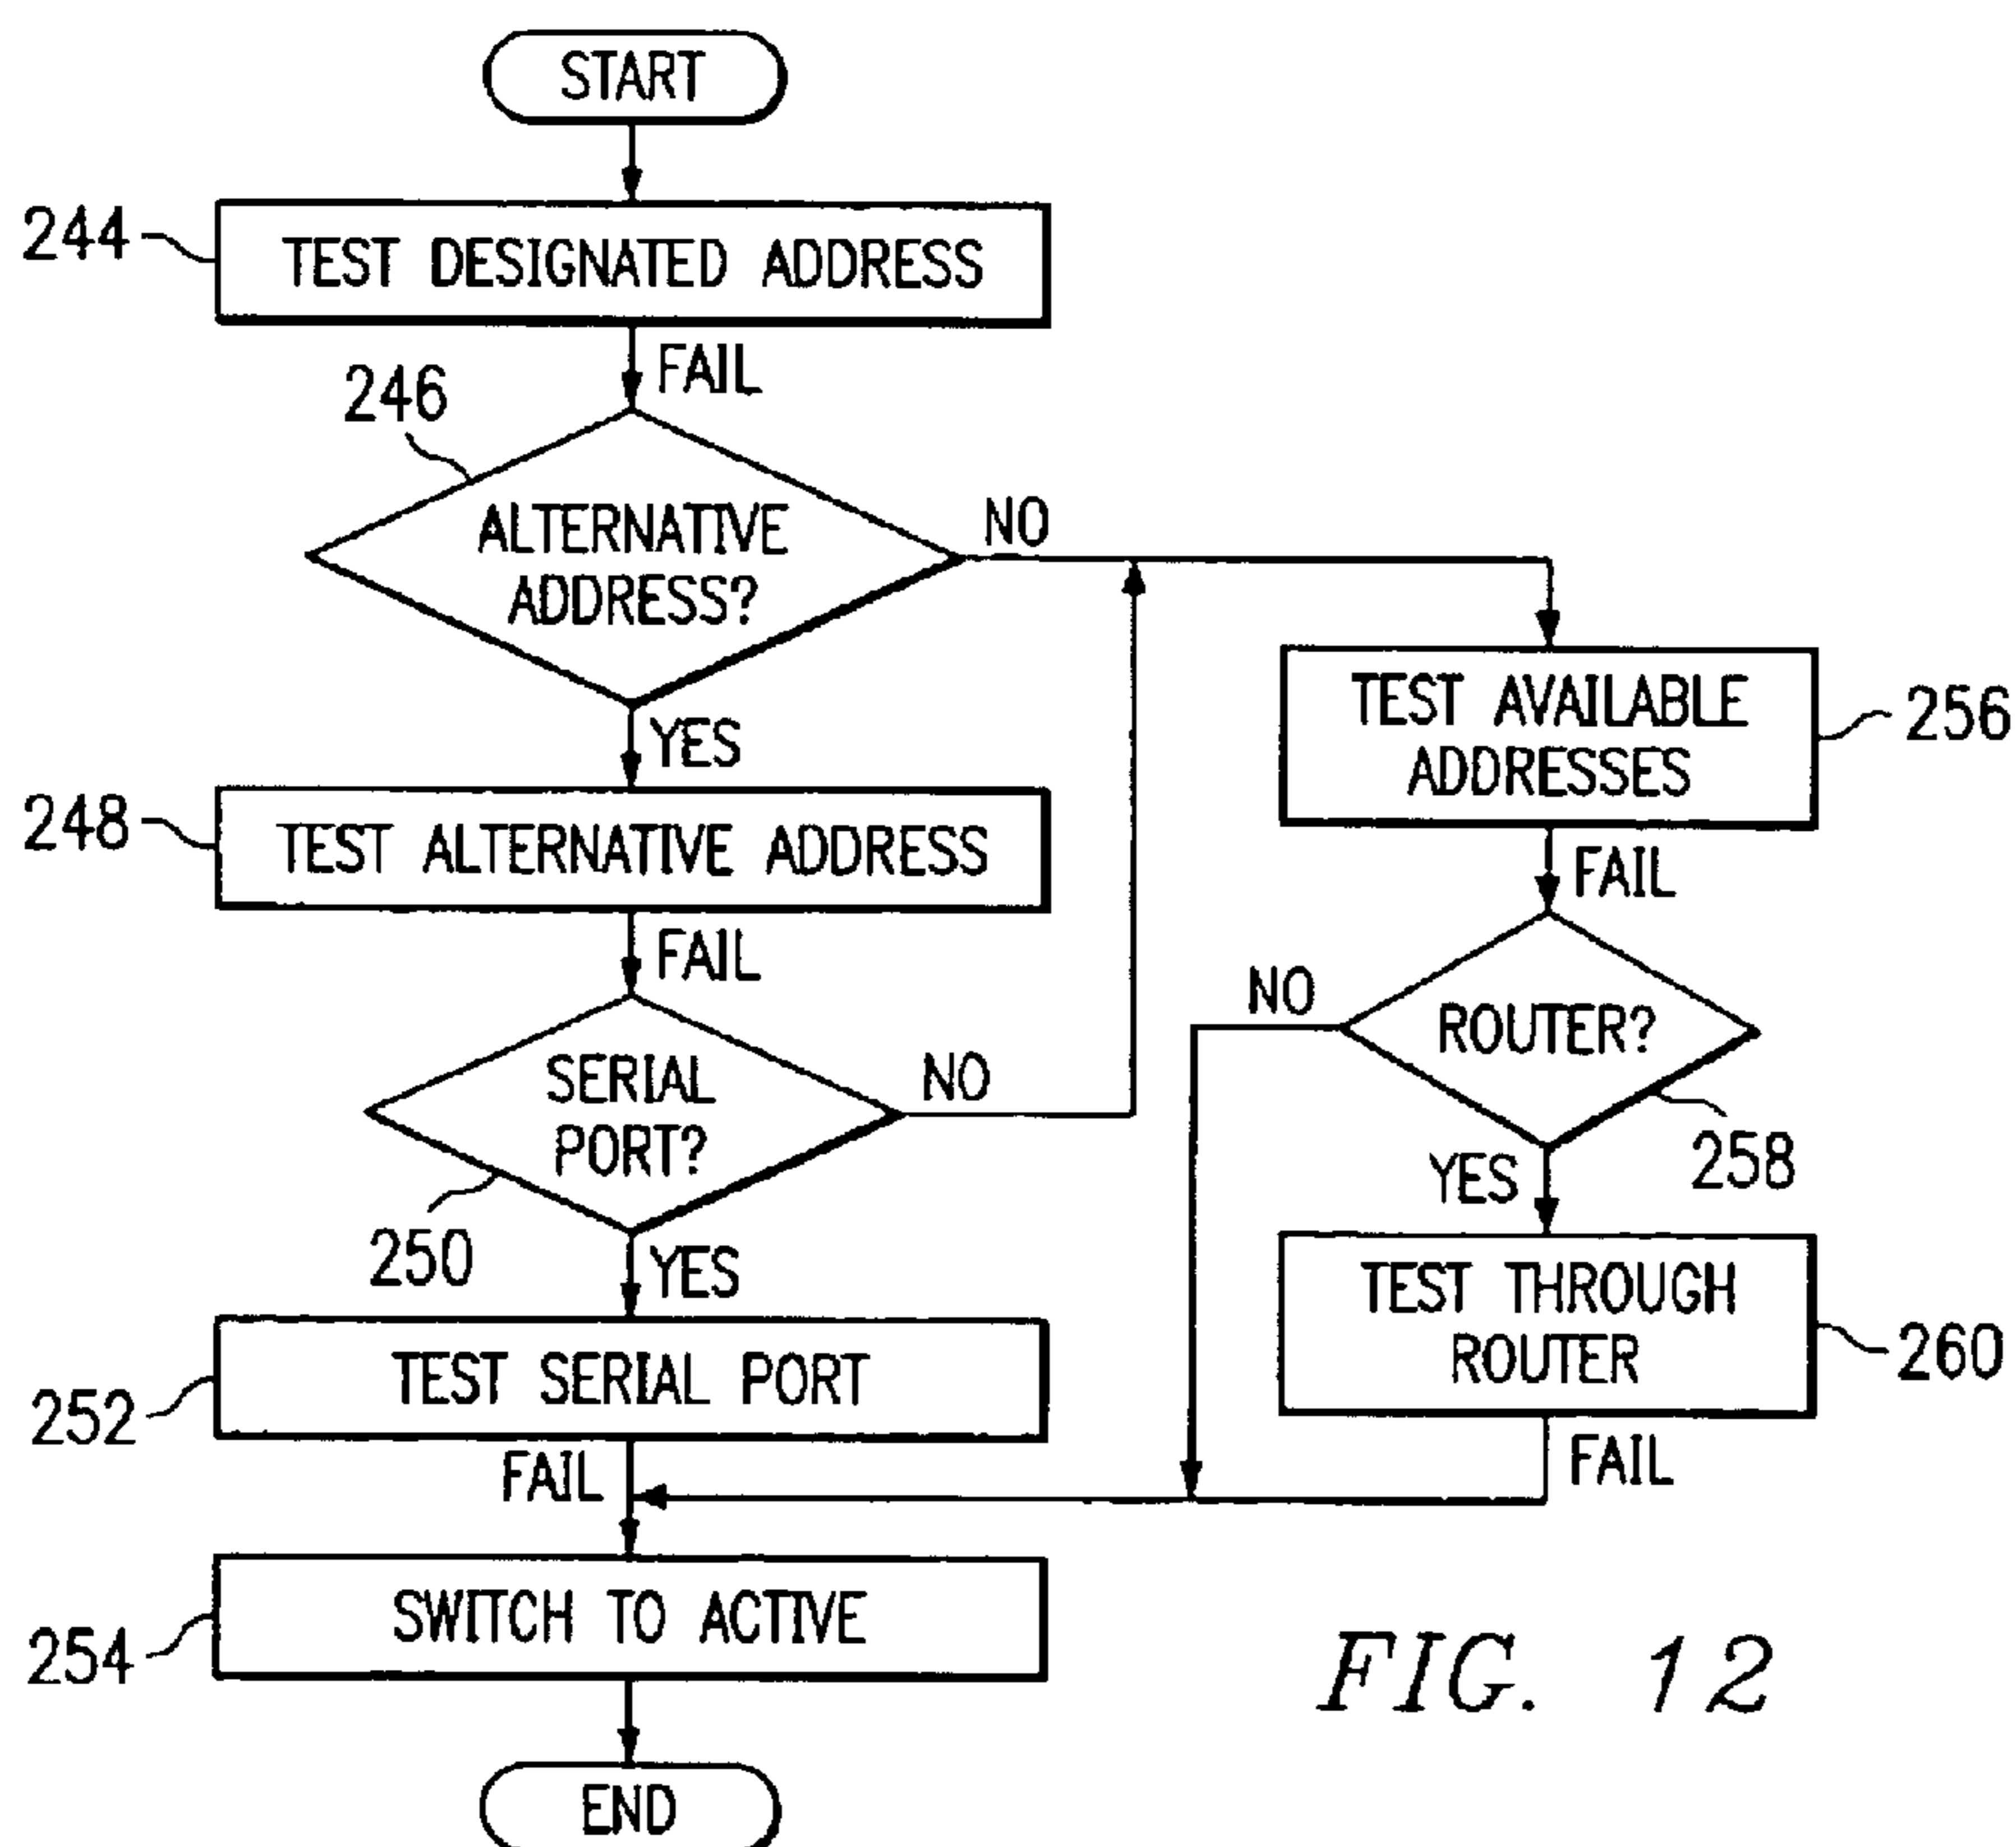 START
244
TEST DESIGNATED ADDRESS
FAIL
246
ALTERNATIVE
ADDRESS?
NO
YES
248
TEST ALTERNATIVE ADDRESS
FAIL
SERIAL
PORT?
NO
250
YES
252
TEST SERIAL PORT
FAIL
254
SWITCH TO ACTIVE
END
TEST AVAILABLE
ADDRESSES
256
FAIL
NO
ROUTER?
258
YES
TEST THROUGH
ROUTER
260
FAIL
FIG. 12